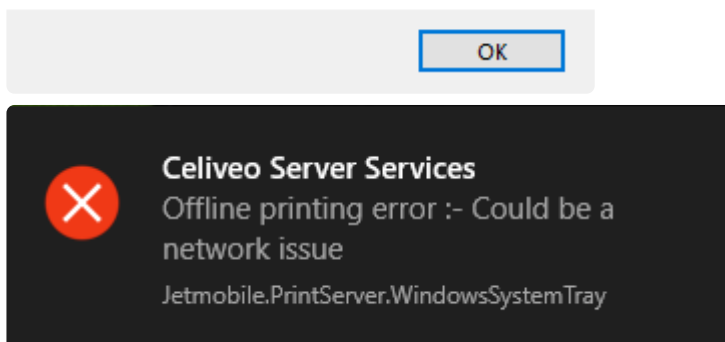 OK
Celiveo Server Services
Offline printing error :- Could be a
network issue
Jetmobile.PrintServer.WindowsSystemTray